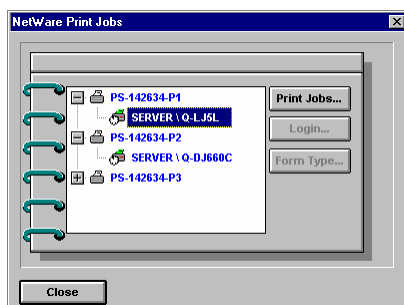 NetWare Print Jobs
PS-142634-P1
SERVER \ Q-LJ5L
PS-142634-P2
SERVER \ Q-DJ660C
PS-142634-P3
Print Jobs...
Login...
Form Type...
Close